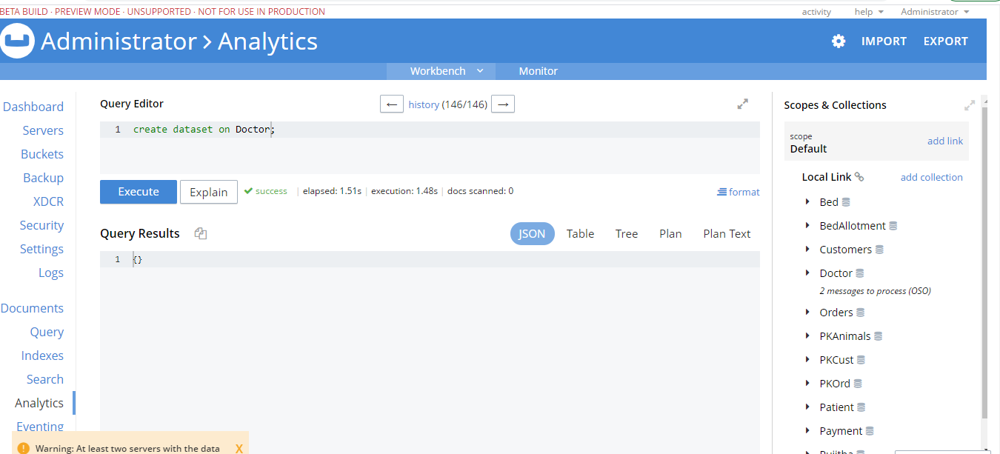 BETA BUILD · PREVIEW MODE · UNSUPPORTED · NOT FOR USE IN PRODUCTION
activity help Administrator
Administrator > Analytics
IMPORT EXPORT
Workbench Monitor
Dashboard
Servers
Buckets
Backup
XDCR
Security
Settings
Logs
Documents
Query
Indexes
Search
Analytics
Eventing
Query Editor
← history (146/146) →
1 create dataset on Doctor;
Execute Explain success elapsed: 1.51s execution: 1.48s docs scanned: 0
format
Query Results
JSON Table Tree Plan Plan Text
1 {}
Scopes & Collections
scope
Default
add link
Local Link add collection
Bed
BedAllotment
Customers
Doctor
2 messages to process (OSO)
Orders
PKAnimals
PKCust
PKOrd
Patient
Payment
Warning: At least two servers with the data X